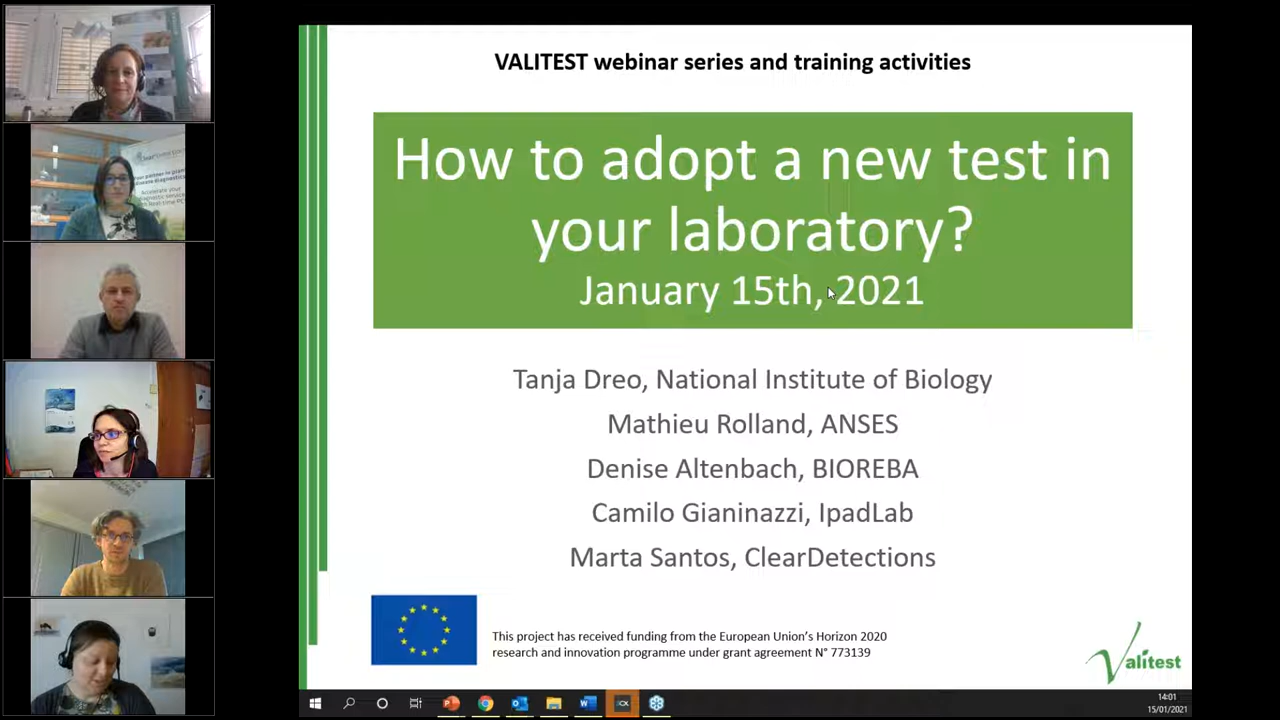 VALITEST webinar series and training activities
How to adopt a new test in
your laboratory?
January 15th, 2021
Tanja Dreo, National Institute of Biology
Mathieu Rolland, ANSES
Denise Altenbach, BIOREBA
Camilo Gianinazzi, IpadLab
Marta Santos, ClearDetections
This project has received funding from the European Union's Horizon 2020
research and innovation programme under grant agreement N° 773139
Valitest
14:01
15/01/2021